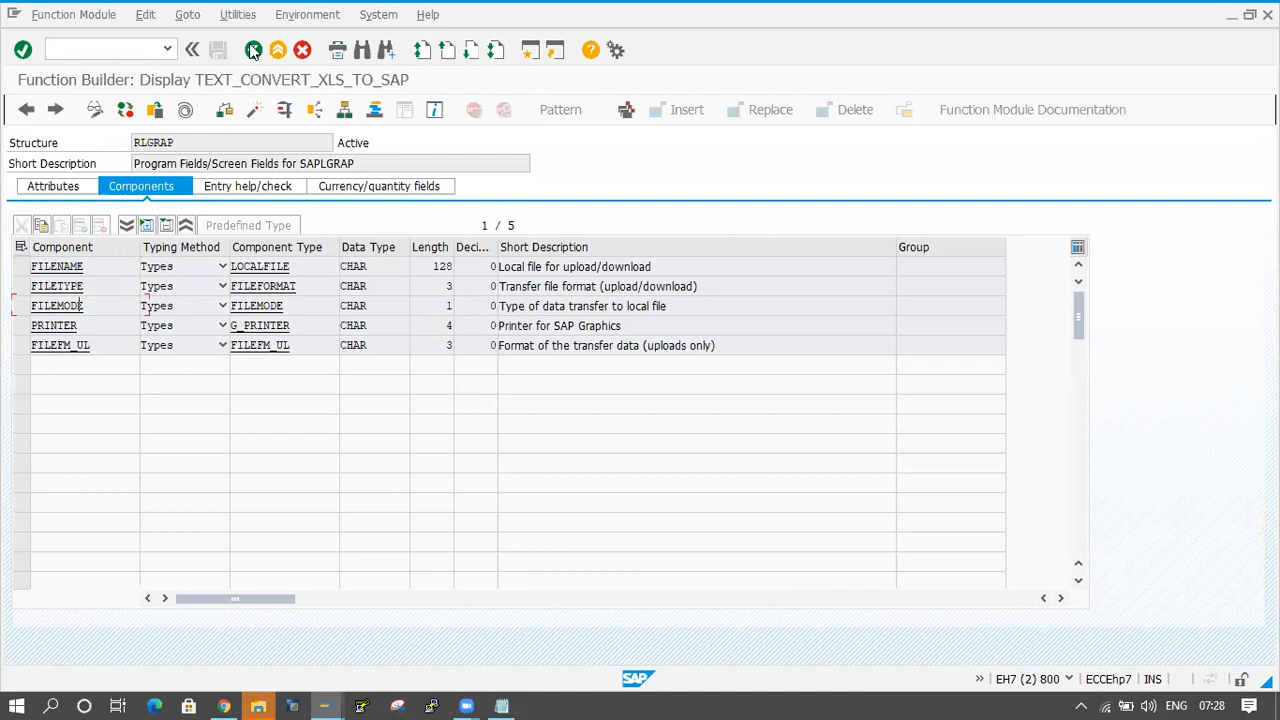 Function Module Edit Goto Utilities Environment System Help
Function Builder: Display TEXT_CONVERT_XLS_TO_SAP
Pattern Insert Replace Delete Function Module Documentation
Structure RLGRAP Active
Short Description Program Fields/Screen Fields for SAPLGRAP
Attributes Components Entry help/check Currency/quantity fields
Predefined Type 1 / 5
Component Typing Method Component Type Data Type Length Deci... Short Description Group
FILENAME Types LOCALFILE CHAR 128 0 Local file for upload/download
FILETYPE Types FILEFORMAT CHAR 3 0 Transfer file format (upload/download)
FILEMODE Types FILEMODE CHAR 1 0 Type of data transfer to local file
PRINTER Types G_PRINTER CHAR 4 0 Printer for SAP Graphics
FILEFM_UL Types FILEFM_UL CHAR 3 0 Format of the transfer data (uploads only)
SAP
EH7 (2) 800 ECCEhp7 INS
ENG 07:28